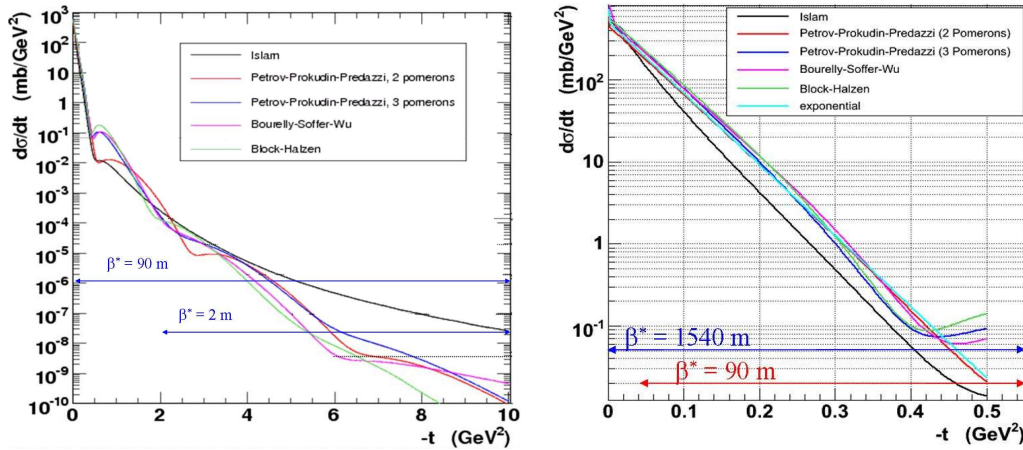 dσ/dt (mb/GeV²)
10³
10²
10
1
10⁻¹
10⁻²
10⁻³
10⁻⁴
10⁻⁵
10⁻⁶
10⁻⁷
10⁻⁸
10⁻⁹
10⁻¹⁰
Islam
Petrov-Prokudin-Predazzi, 2 pomerons
Petrov-Prokudin-Predazzi, 3 pomerons
Bourelly-Soffer-Wu
Block-Halzen
β* = 90 m
β* = 2 m
0 2 4 6 8 10
-t (GeV²)
dσ/dt (mb/GeV²)
10²
10
1
10⁻¹
Islam
Petrov-Prokudin-Predazzi (2 Pomerons)
Petrov-Prokudin-Predazzi (3 Pomerons)
Bourelly-Soffer-Wu
Block-Halzen
exponential
β* = 1540 m
β* = 90 m
0 0.1 0.2 0.3 0.4 0.5
-t (GeV²)